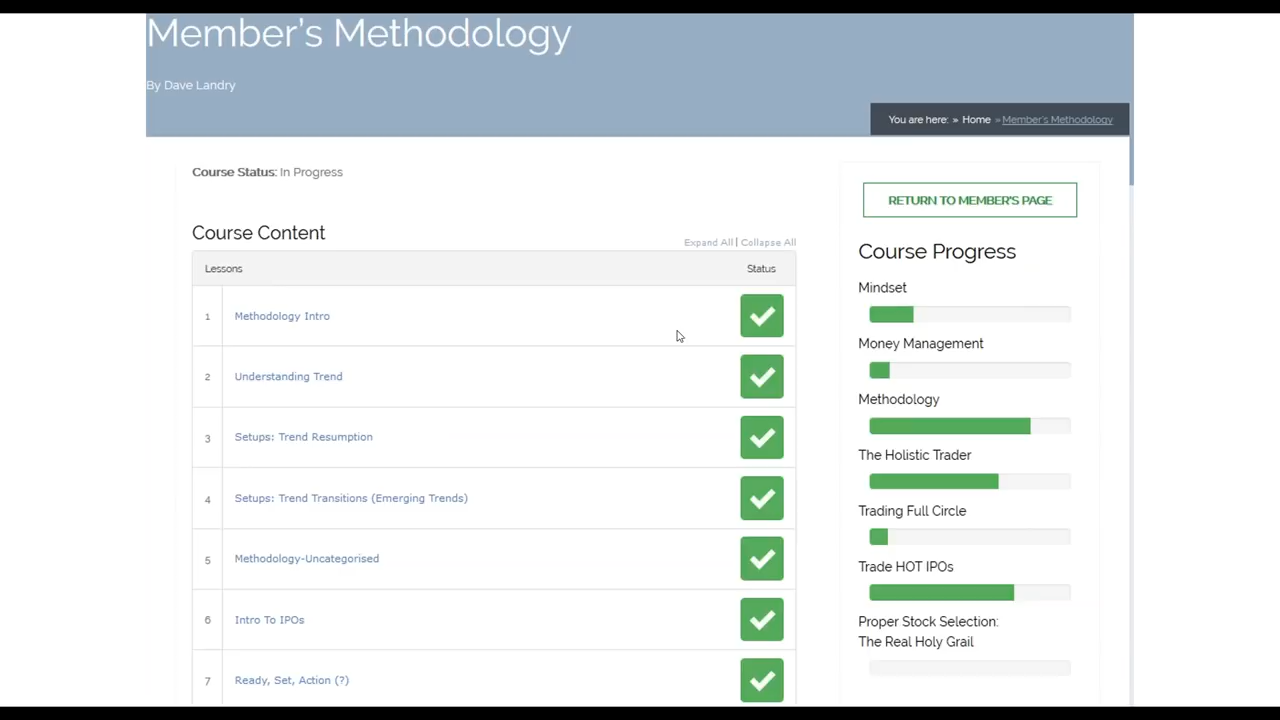 Member's Methodology
By Dave Landry
You are here: » Home » Member's Methodology
Course Status: In Progress
Course Content
Expand All | Collapse All
Lessons Status
1 Methodology Intro
2 Understanding Trend
3 Setups: Trend Resumption
4 Setups: Trend Transitions (Emerging Trends)
5 Methodology-Uncategorised
6 Intro To IPOs
7 Ready, Set, Action (?)
RETURN TO MEMBER'S PAGE
Course Progress
Mindset
Money Management
Methodology
The Holistic Trader
Trading Full Circle
Trade HOT IPOs
Proper Stock Selection:
The Real Holy Grail